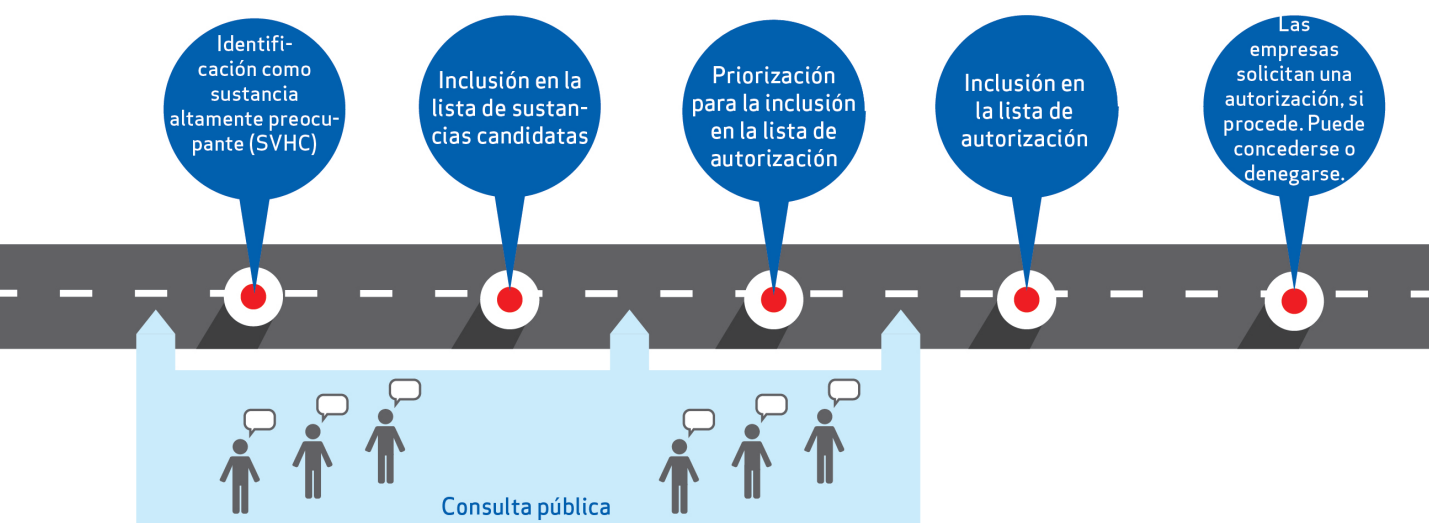 Identifi-
cación como
sustancia
altamente preocu-
pante (SVHC)
Inclusión en la
lista de sustan-
cias candidatas
Priorización
para la inclusión
en la lista de
autorización
Inclusión en
la lista de
autorización
Las
empresas
solicitan una
autorización, si
procede. Puede
concederse o
denegarse.
Consulta pública